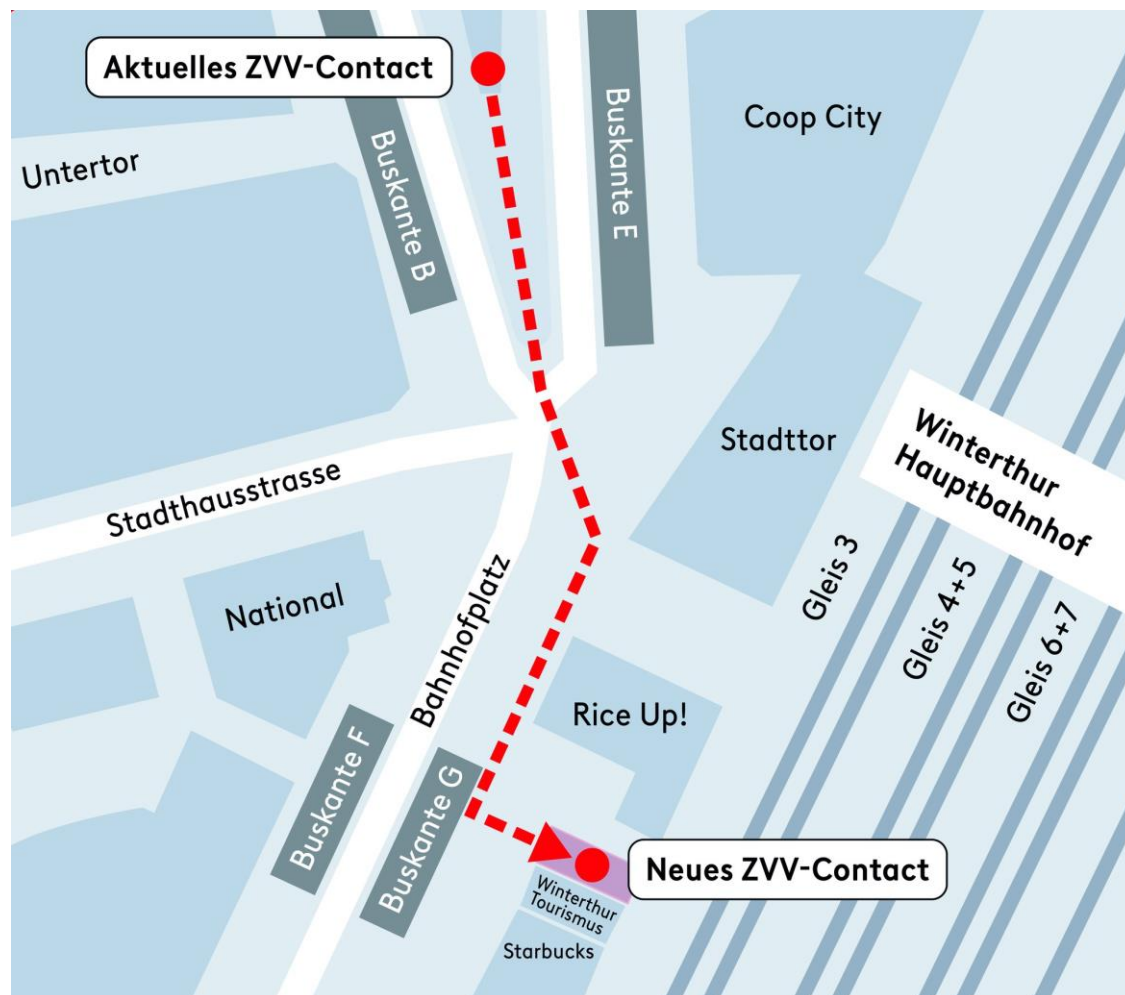 Aktuelles ZVV-Contact
Buskante B
Buskante E
Coop City
Untertor
Stadttor
Winterthur
Hauptbahnhof
Stadthausstrasse
Gleis 3
Gleis 4+5
Gleis 6+7
National
Bahnhofplatz
Rice Up!
Buskante F
Buskante G
Neues ZVV-Contact
Winterthur
Tourismus
Starbucks